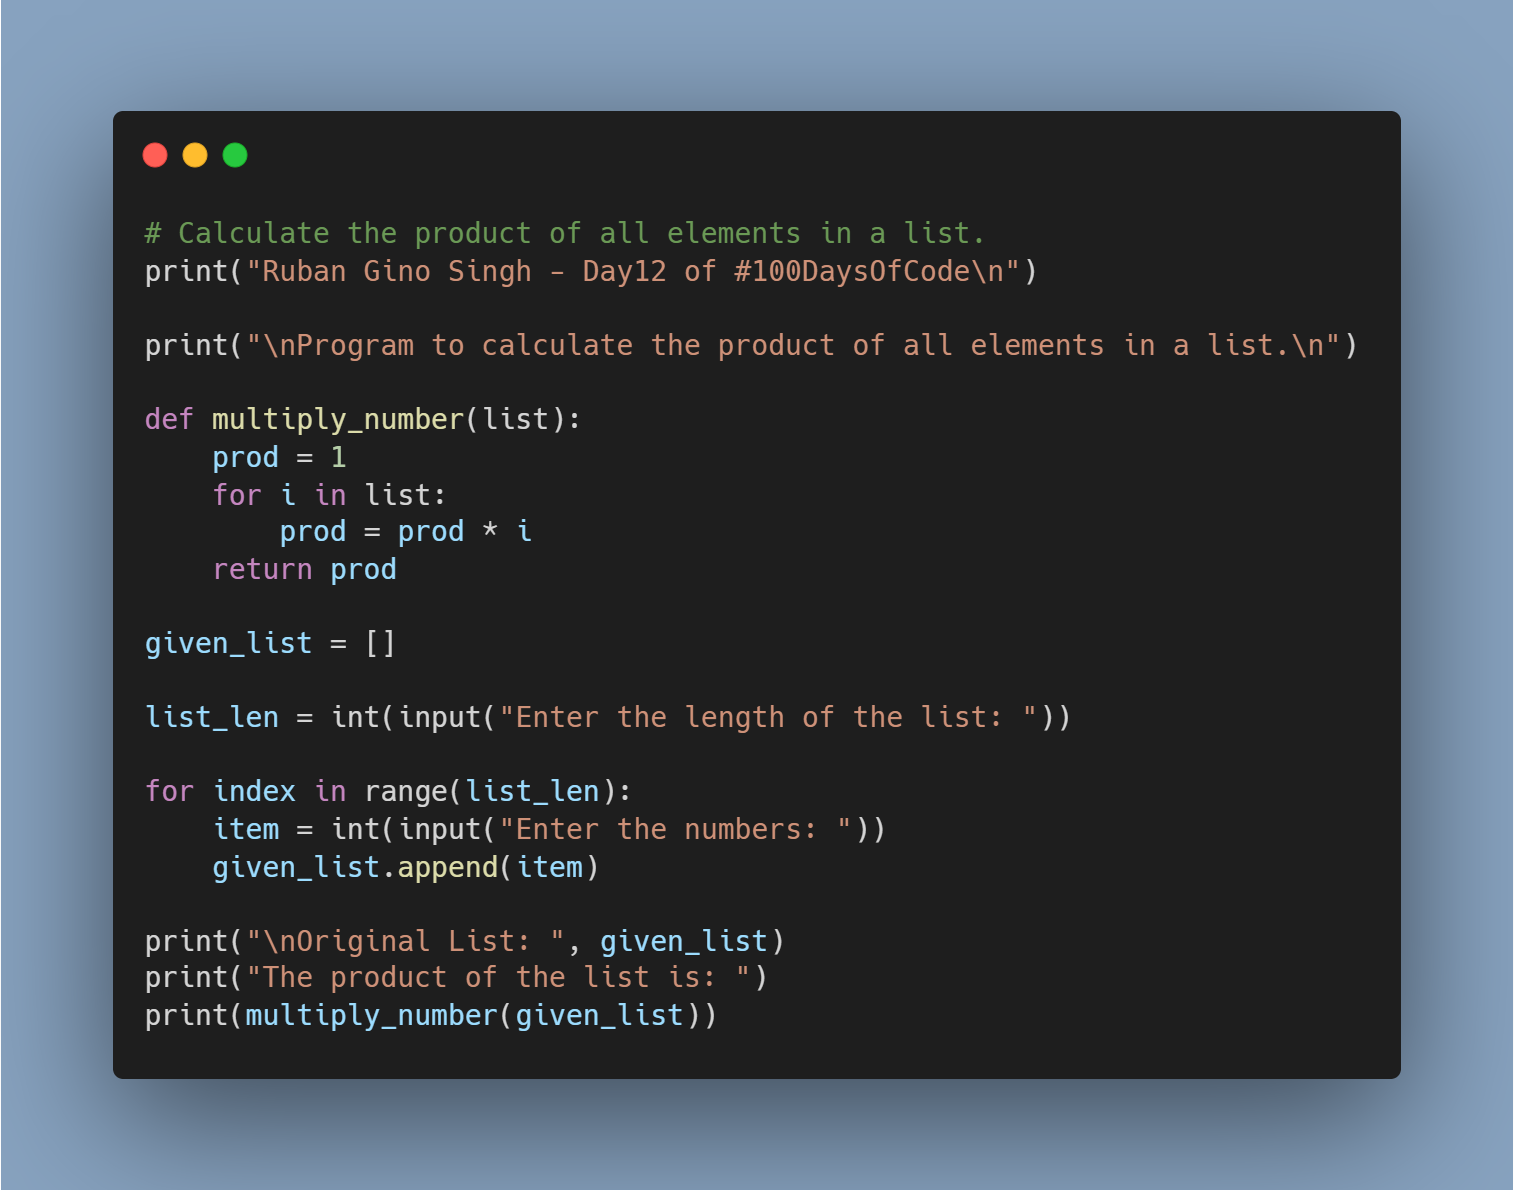 # Calculate the product of all elements in a list.
print("Ruban Gino Singh - Day12 of #100DaysOfCode\n")
print("\nProgram to calculate the product of all elements in a list.\n")
def multiply_number(list):
    prod = 1
    for i in list:
        prod = prod * i
    return prod
given_list = []
list_len = int(input("Enter the length of the list: "))
for index in range(list_len):
    item = int(input("Enter the numbers: "))
    given_list.append(item)
print("\nOriginal List: ", given_list)
print("The product of the list is: ")
print(multiply_number(given_list))